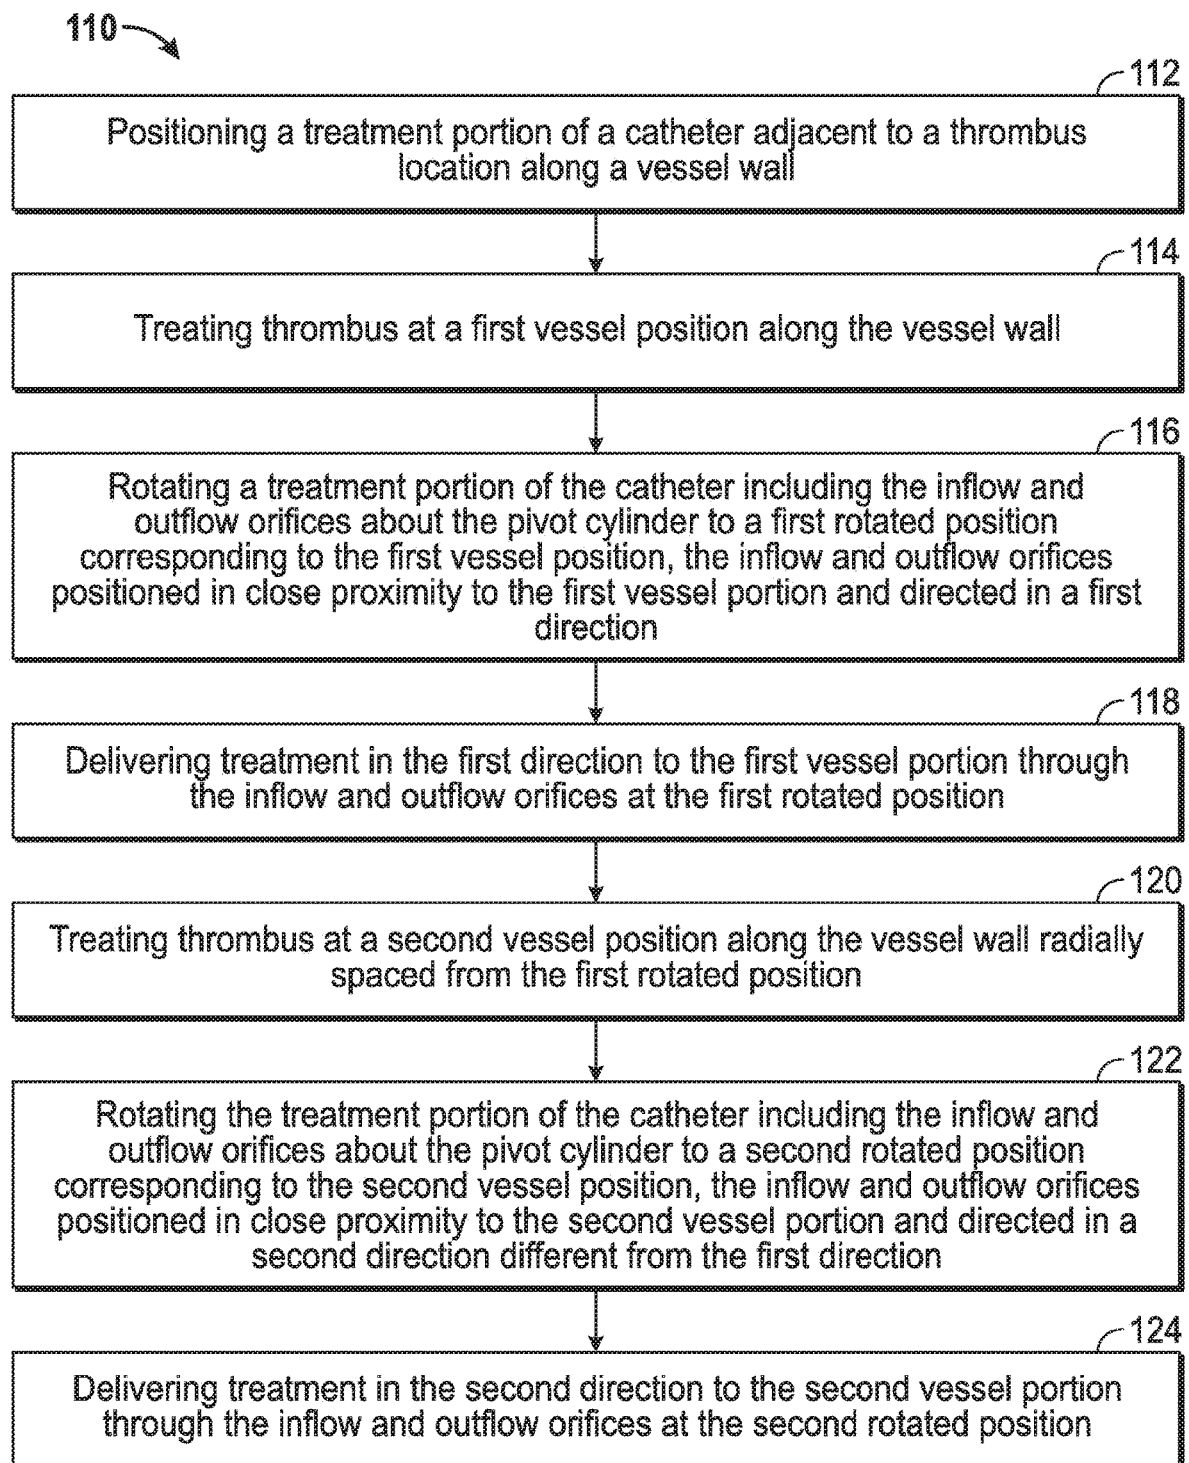 110
112
Positioning a treatment portion of a catheter adjacent to a thrombus
location along a vessel wall
114
Treating thrombus at a first vessel position along the vessel wall
116
Rotating a treatment portion of the catheter including the inflow and
outflow orifices about the pivot cylinder to a first rotated position
corresponding to the first vessel position, the inflow and outflow orifices
positioned in close proximity to the first vessel portion and directed in a first
direction
118
Delivering treatment in the first direction to the first vessel portion through
the inflow and outflow orifices at the first rotated position
120
Treating thrombus at a second vessel position along the vessel wall radially
spaced from the first rotated position
122
Rotating the treatment portion of the catheter including the inflow and
outflow orifices about the pivot cylinder to a second rotated position
corresponding to the second vessel position, the inflow and outflow orifices
positioned in close proximity to the second vessel portion and directed in a
second direction different from the first direction
124
Delivering treatment in the second direction to the second vessel portion
through the inflow and outflow orifices at the second rotated position